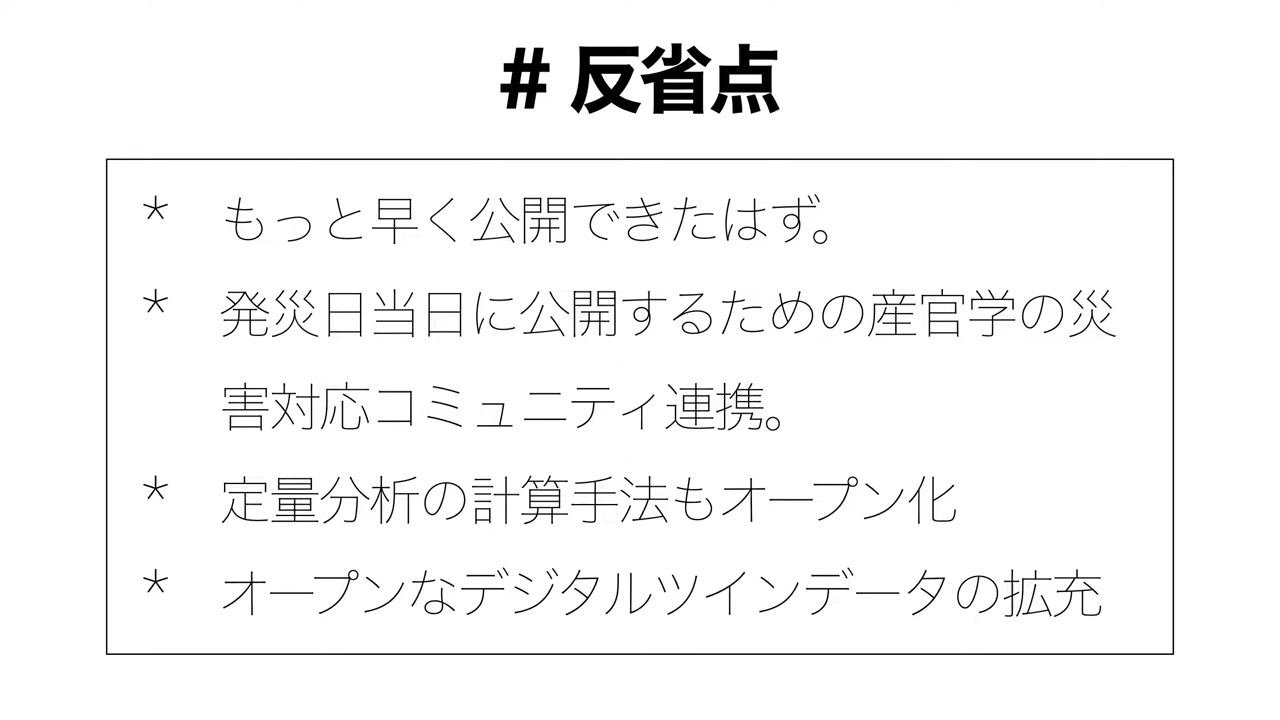 # 反省点
* もっと早く公開できたはず。
* 発災日当日に公開するための産官学の災
害対応コミュニティ連携。
* 定量分析の計算手法もオープン化
* オープンなデジタルツインデータの拡充